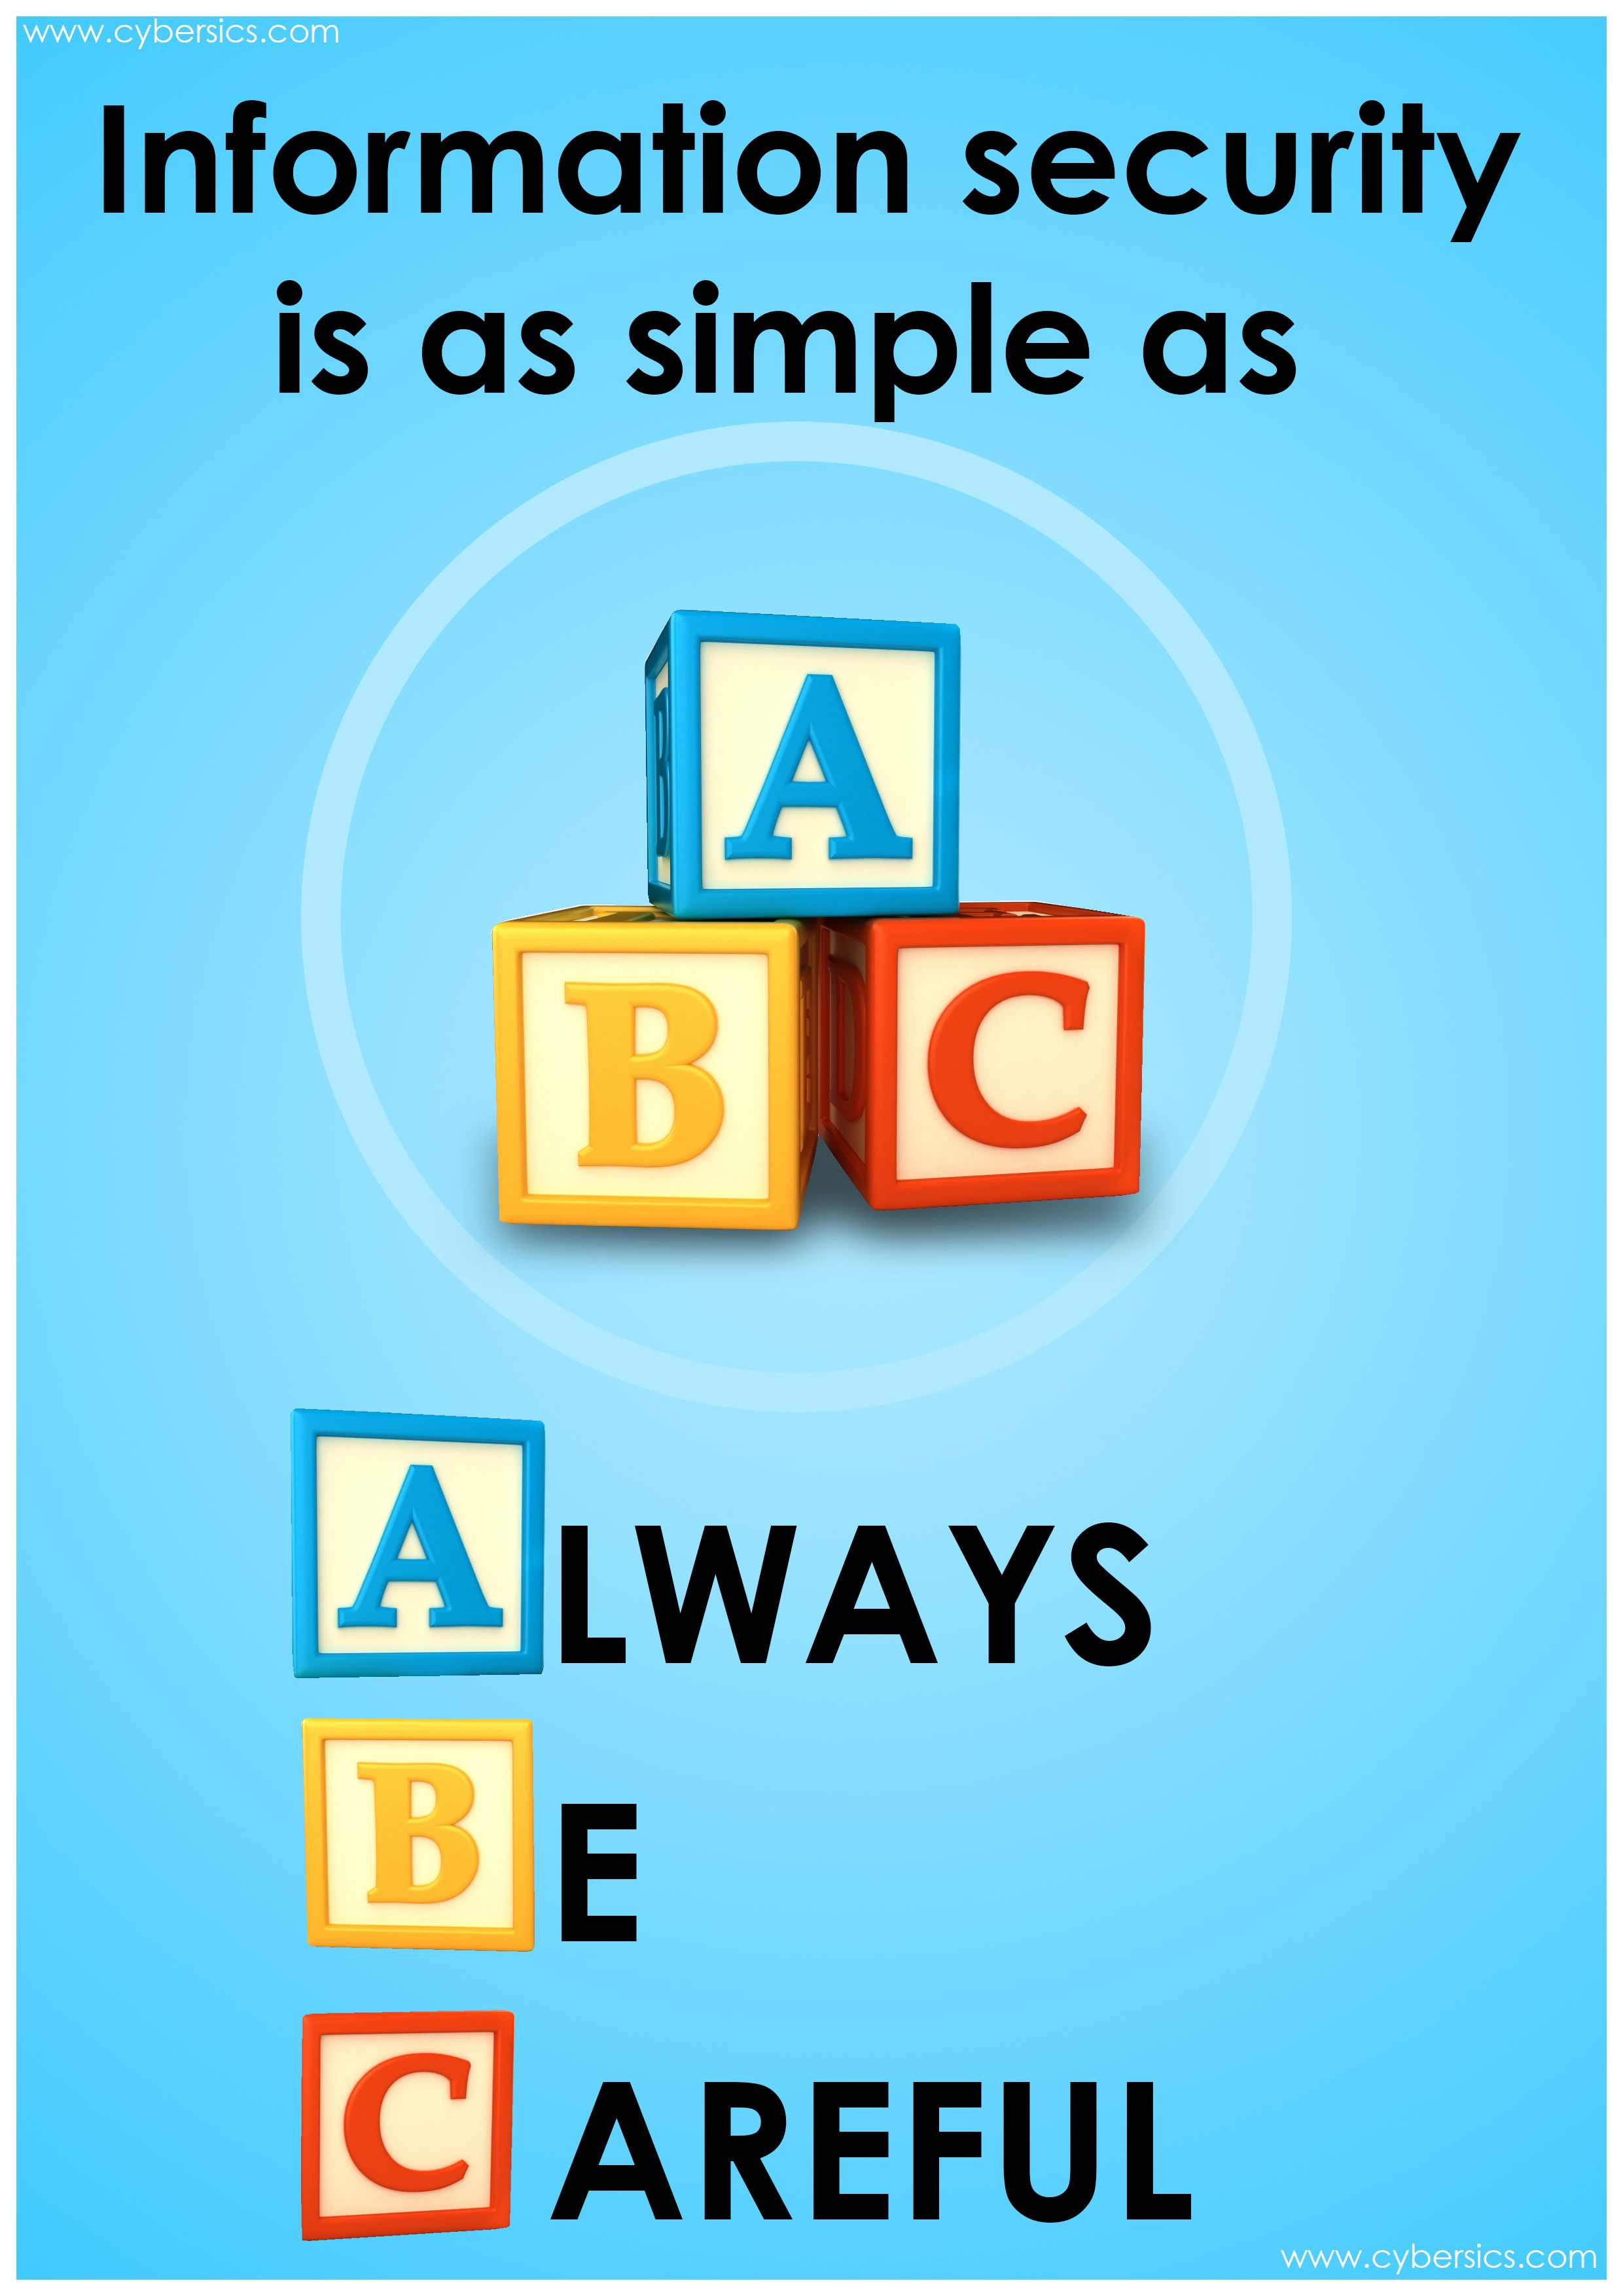 www.cybersics.com
Information security
is as simple as
A
B C
ALWAYS
BE
CAREFUL
www.cybersics.com